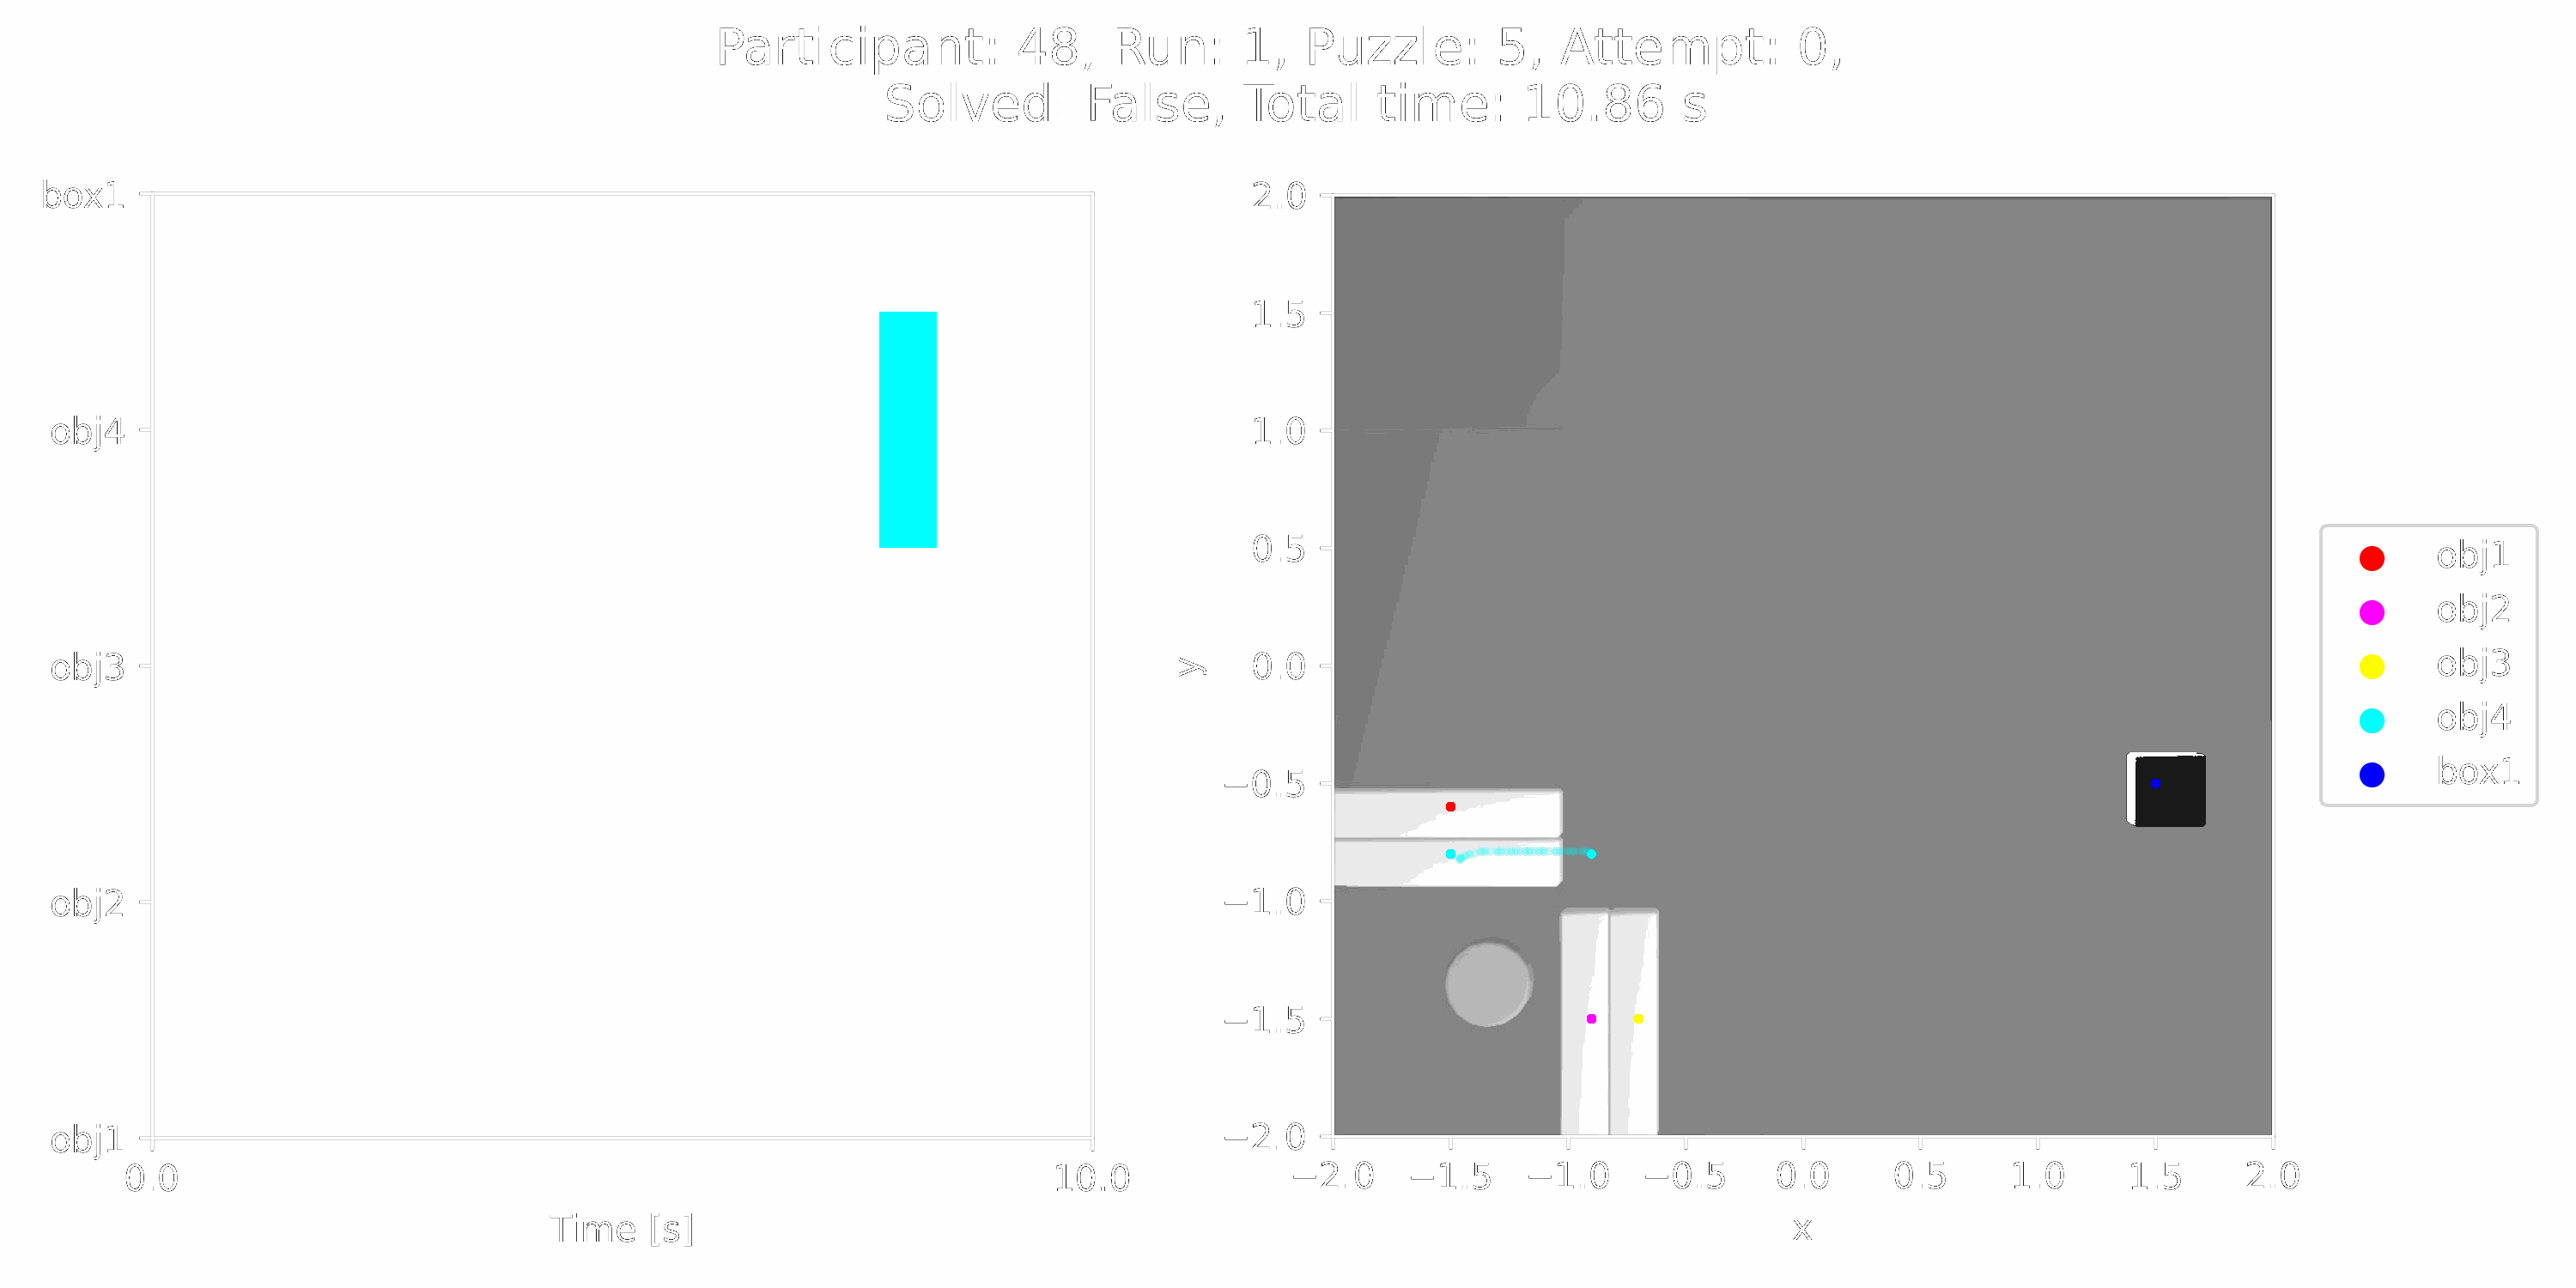 Participant: 48, Run: 1, Puzzle: 5, Attempt: 0,
Solved False, Total time: 10.86 s
box1
obj4
obj3
obj2
obj1
0.0
10.0
Time [s]
2.0
1.5
1.0
0.5
0.0
−0.5
−1.0
−1.5
−2.0
y
−2.0
−1.5
−1.0
−0.5
0.0
0.5
1.0
1.5
2.0
x
obj1
obj2
obj3
obj4
box1